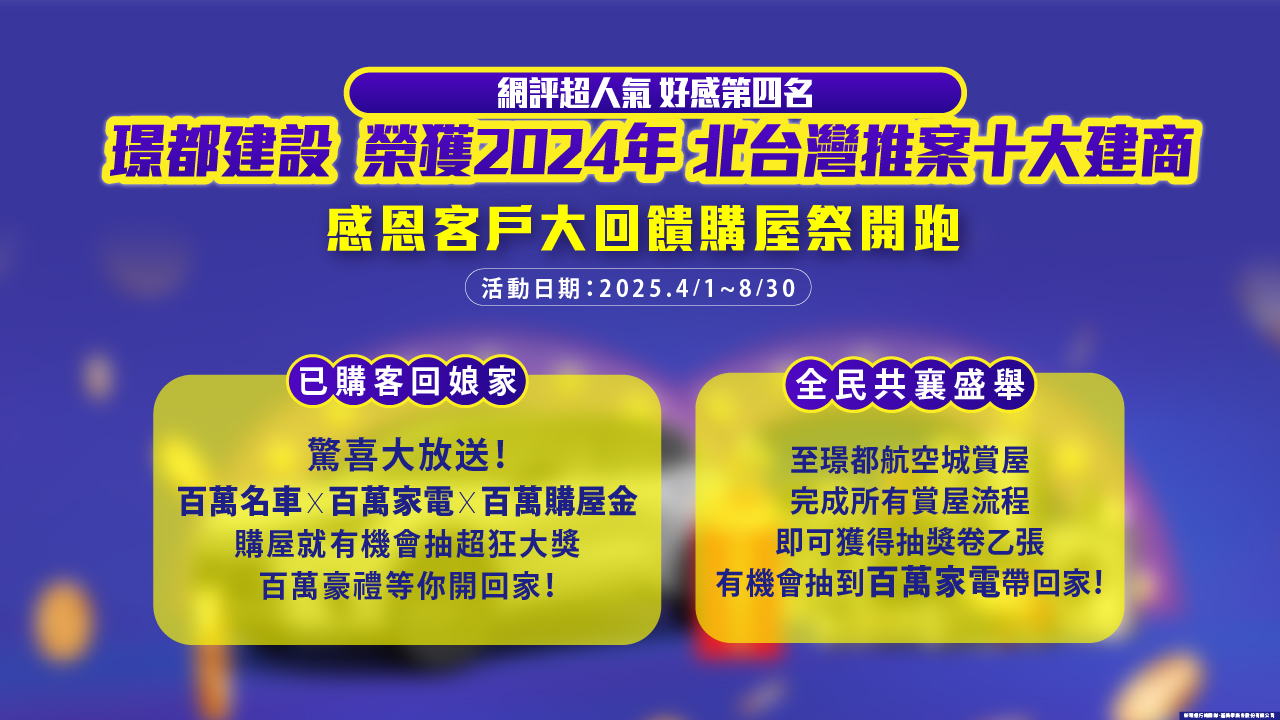 網評超人氣 好感第四名
璟都建設 榮獲2024年 北台灣推案十大建商
感恩客戶大回饋購屋祭開跑
活動日期：2025.4/1~8/30
已購客回娘家
驚喜大放送！
百萬名車X百萬家電X百萬購屋金
購屋就有機會抽超狂大獎
百萬豪禮等你開回家！
全民共襄盛舉
至璟都航空城賞屋
完成所有賞屋流程
即可獲得抽獎卷乙張
有機會抽到百萬家電帶回家！